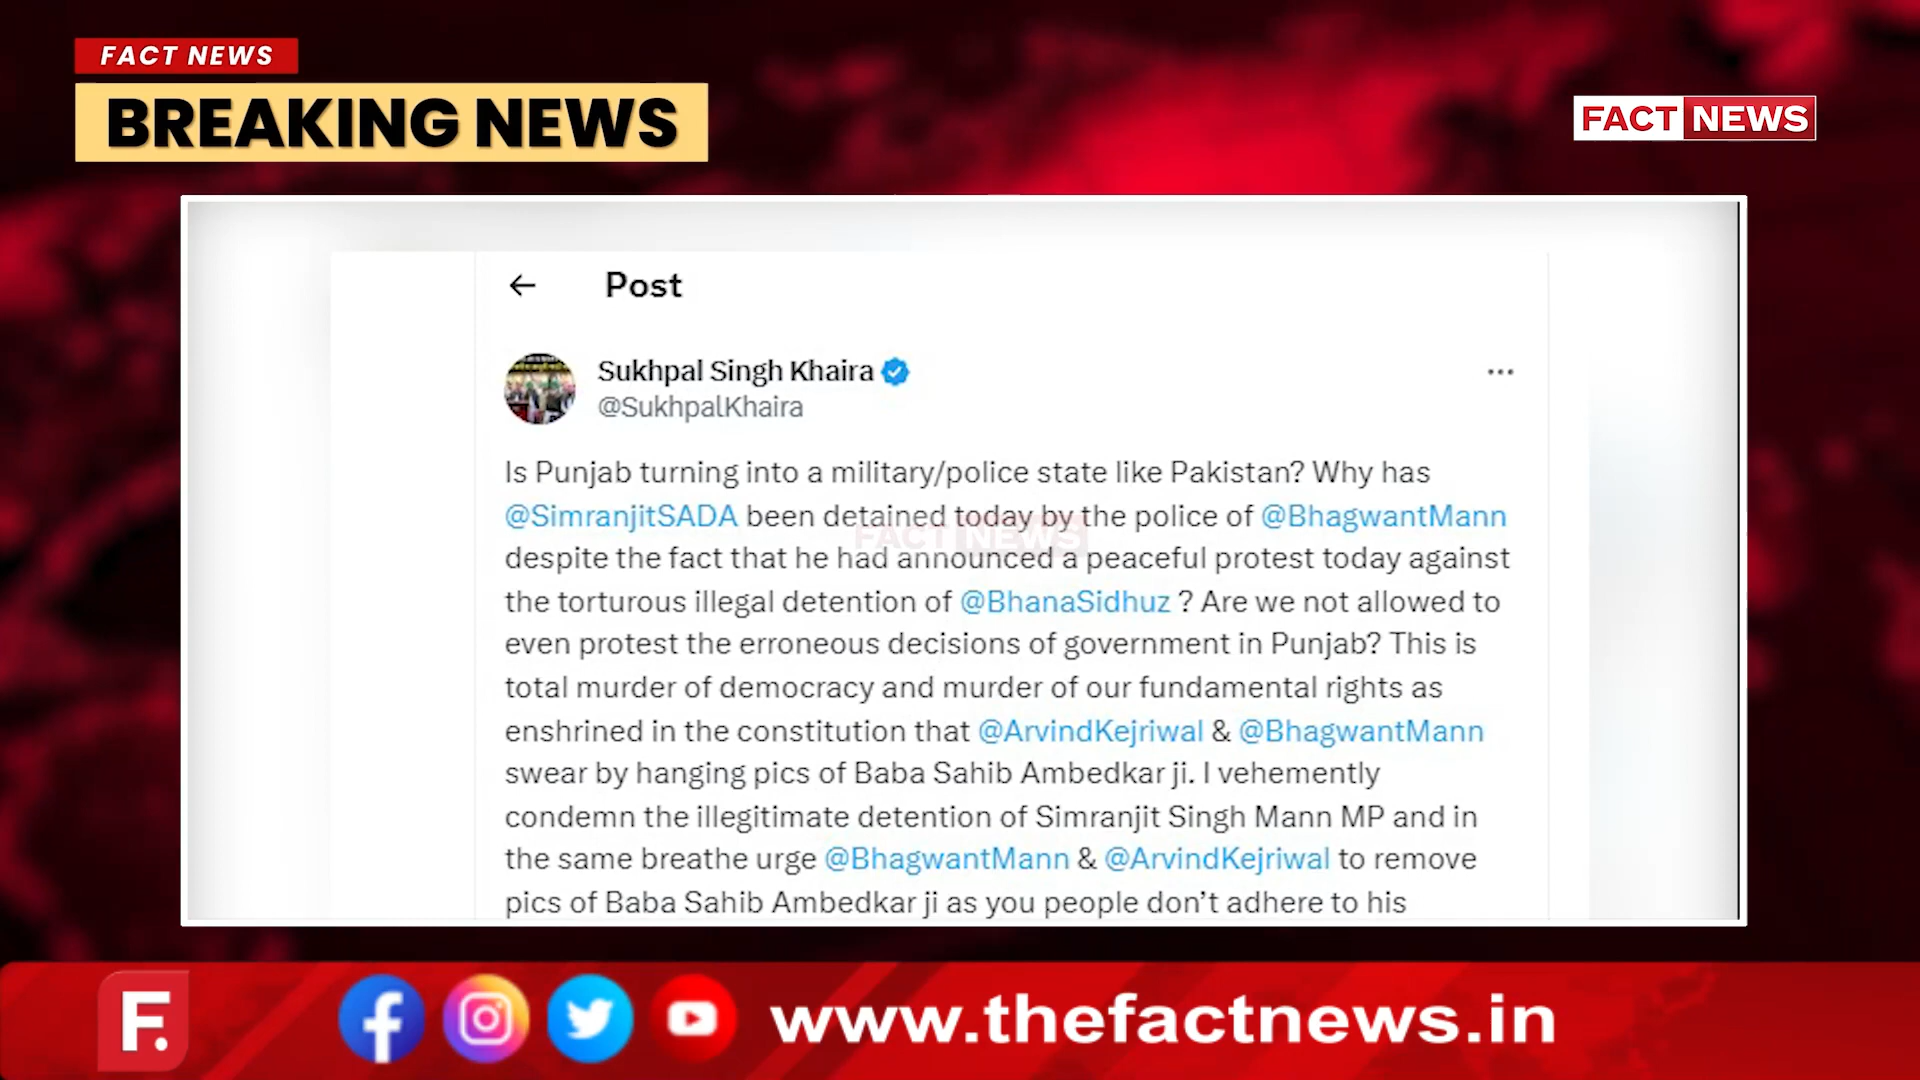 FACT NEWS
BREAKING NEWS
FACT NEWS
Post
Sukhpal Singh Khaira
@SukhpalKhaira
Is Punjab turning into a military/police state like Pakistan? Why has
@SimranjitSADA been detained today by the police of @BhagwantMann
despite the fact that he had announced a peaceful protest today against
the torturous illegal detention of @BhanaSidhuz ? Are we not allowed to
even protest the erroneous decisions of government in Punjab? This is
total murder of democracy and murder of our fundamental rights as
enshrined in the constitution that @ArvindKejriwal & @BhagwantMann
swear by hanging pics of Baba Sahib Ambedkar ji. I vehemently
condemn the illegitimate detention of Simranjit Singh Mann MP and in
the same breathe urge @BhagwantMann & @ArvindKejriwal to remove
pics of Baba Sahib Ambedkar ji as you people don’t adhere to his
FACT NEWS
F.
www.thefactnews.in